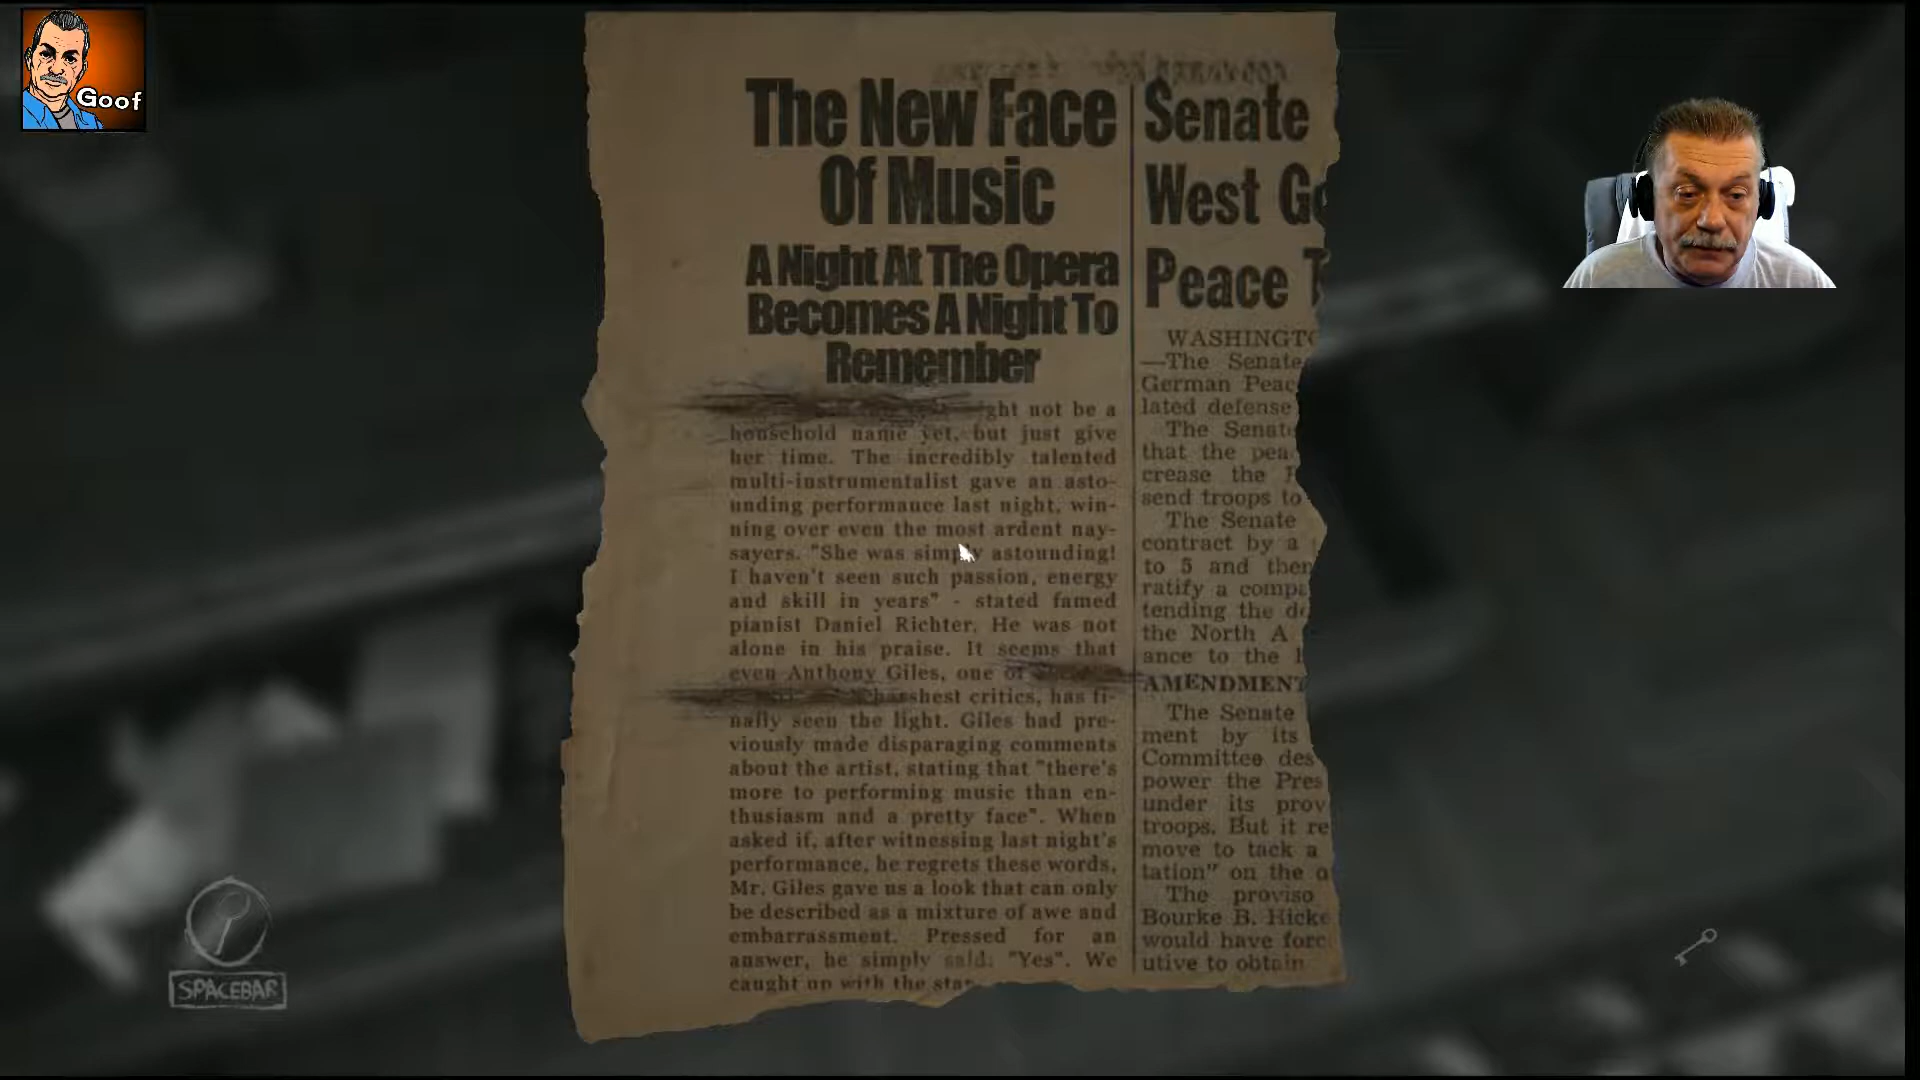 Goof
The New Face
Of Music
A Night At The Opera
Becomes A Night To
Remember
not be a
household name yet, but just give
her time. The incredibly talented
multi-instrumentalist gave an asto-
unding performance last night, win-
ning over even the most ardent nay-
sayers. "She was simply astounding!
I haven't seen such passion, energy
and skill in years" - stated famed
pianist Daniel Richter. He was not
alone in his praise. It seems that
even Anthony Giles, one of
harshest critics, has fi-
nally seen the light. Giles had pre-
viously made disparaging comments
about the artist, stating that "there's
more to performing music than en-
thusiasm and a pretty face". When
asked if, after witnessing last night's
performance, he regrets these words,
Mr. Giles gave us a look that can only
be described as a mixture of awe and
embarrassment. Pressed for an
answer, he simply said: "Yes". We
caught up with the star
Senate
West Ge
Peace T
WASHINGTO
—The Senate
German Peac
lated defense
The Senate
that the pea
crease the
send troops to
The Senate
contract by a
to 5 and then
ratify a compa
tending the de
the North A
ance to the
AMENDMENT
The Senate
ment by its
Committee des
power the Pres
under its prov
troops. But it re
move to tack a
tation" on the a
The proviso
Bourke B. Hicke
would have forc
utive to obtain
SPACEBAR